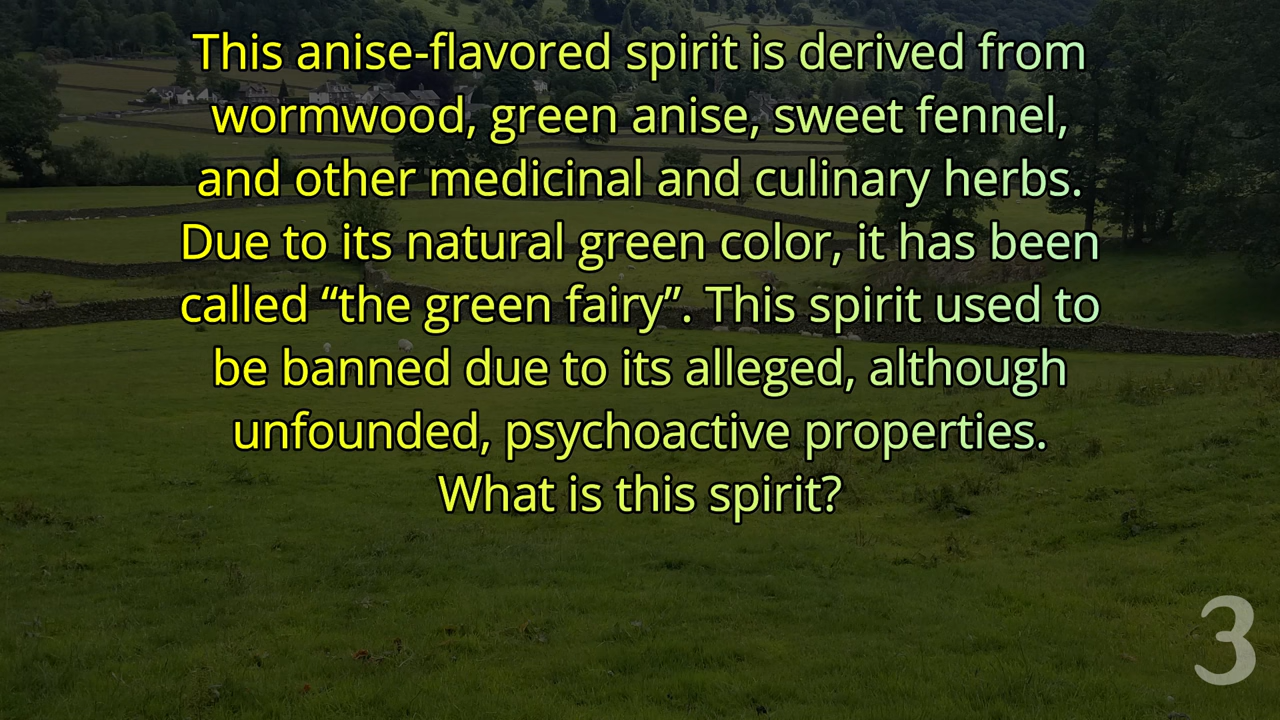 This anise-flavored spirit is derived from
wormwood, green anise, sweet fennel,
and other medicinal and culinary herbs.
Due to its natural green color, it has been
called “the green fairy”. This spirit used to
be banned due to its alleged, although
unfounded, psychoactive properties.
What is this spirit?
3